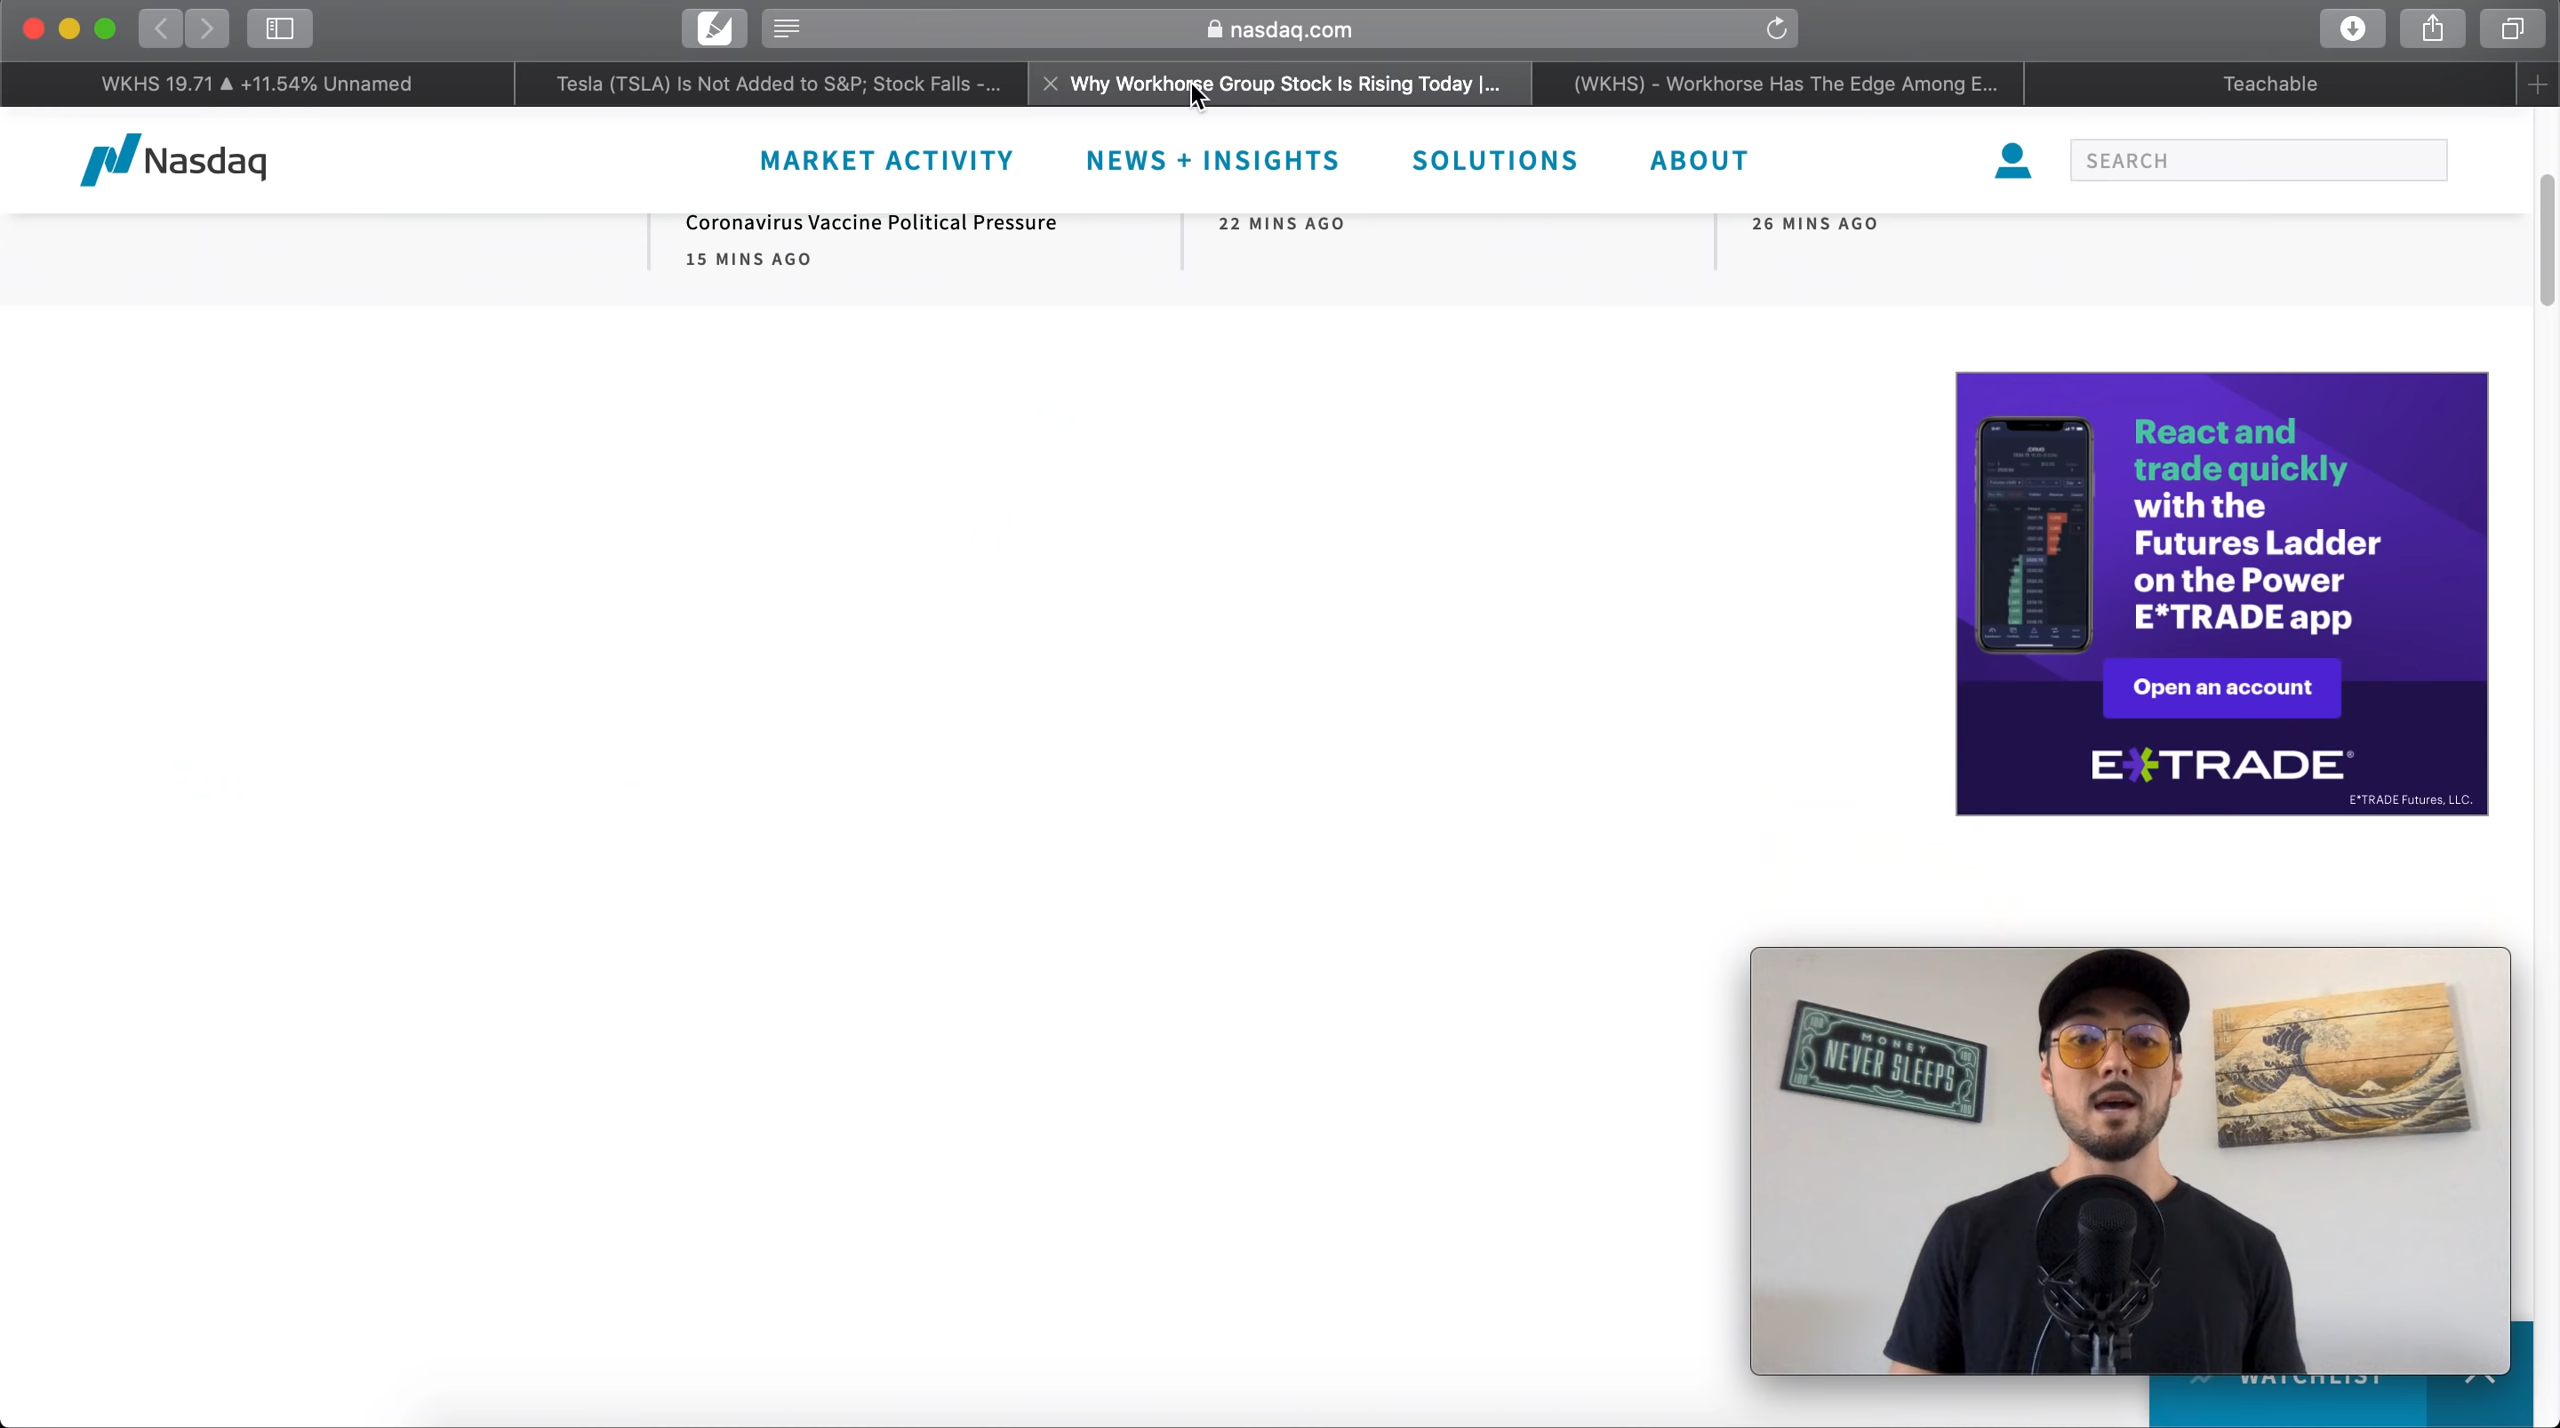 nasdaq.com
WKHS 19.71 ▲ +11.54% Unnamed
Tesla (TSLA) Is Not Added to S&P; Stock Falls -...
Why Workhorse Group Stock Is Rising Today |...
(WKHS) - Workhorse Has The Edge Among E...
Teachable
Nasdaq
MARKET ACTIVITY
NEWS + INSIGHTS
SOLUTIONS
ABOUT
SEARCH
Coronavirus Vaccine Political Pressure
15 MINS AGO
22 MINS AGO
26 MINS AGO
React and
trade quickly
with the
Futures Ladder
on the Power
E*TRADE app
Open an account
E*TRADE®
E*TRADE Futures, LLC.
MONEY
NEVER SLEEPS
WATCHLIST